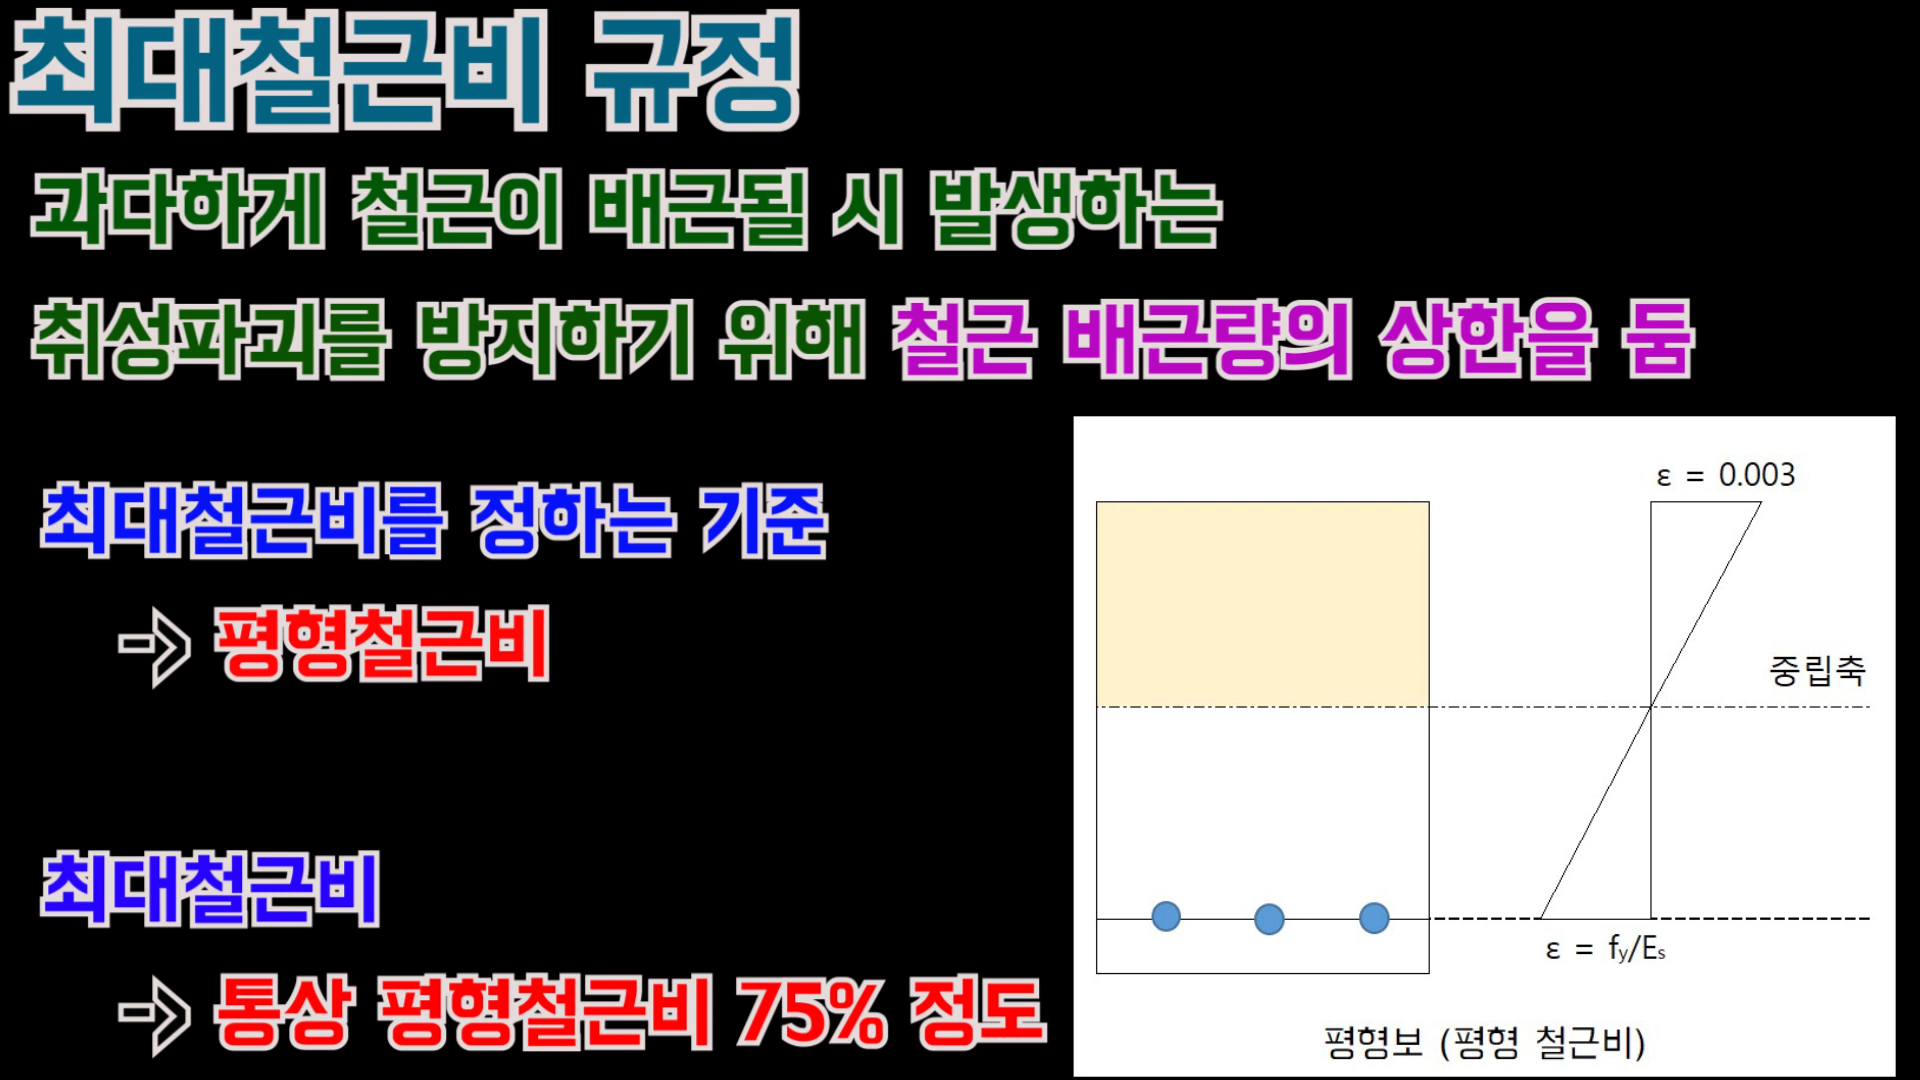 최대철근비 규정
과다하게 철근이 배근될 시 발생하는
취성파괴를 방지하기 위해 철근 배근량의 상한을 둠
최대철근비를 정하는 기준
⇨ 평형철근비
최대철근비
⇨ 통상 평형철근비 75% 정도
ε = 0.003
중립축
ε = fy/Es
평형보 (평형 철근비)